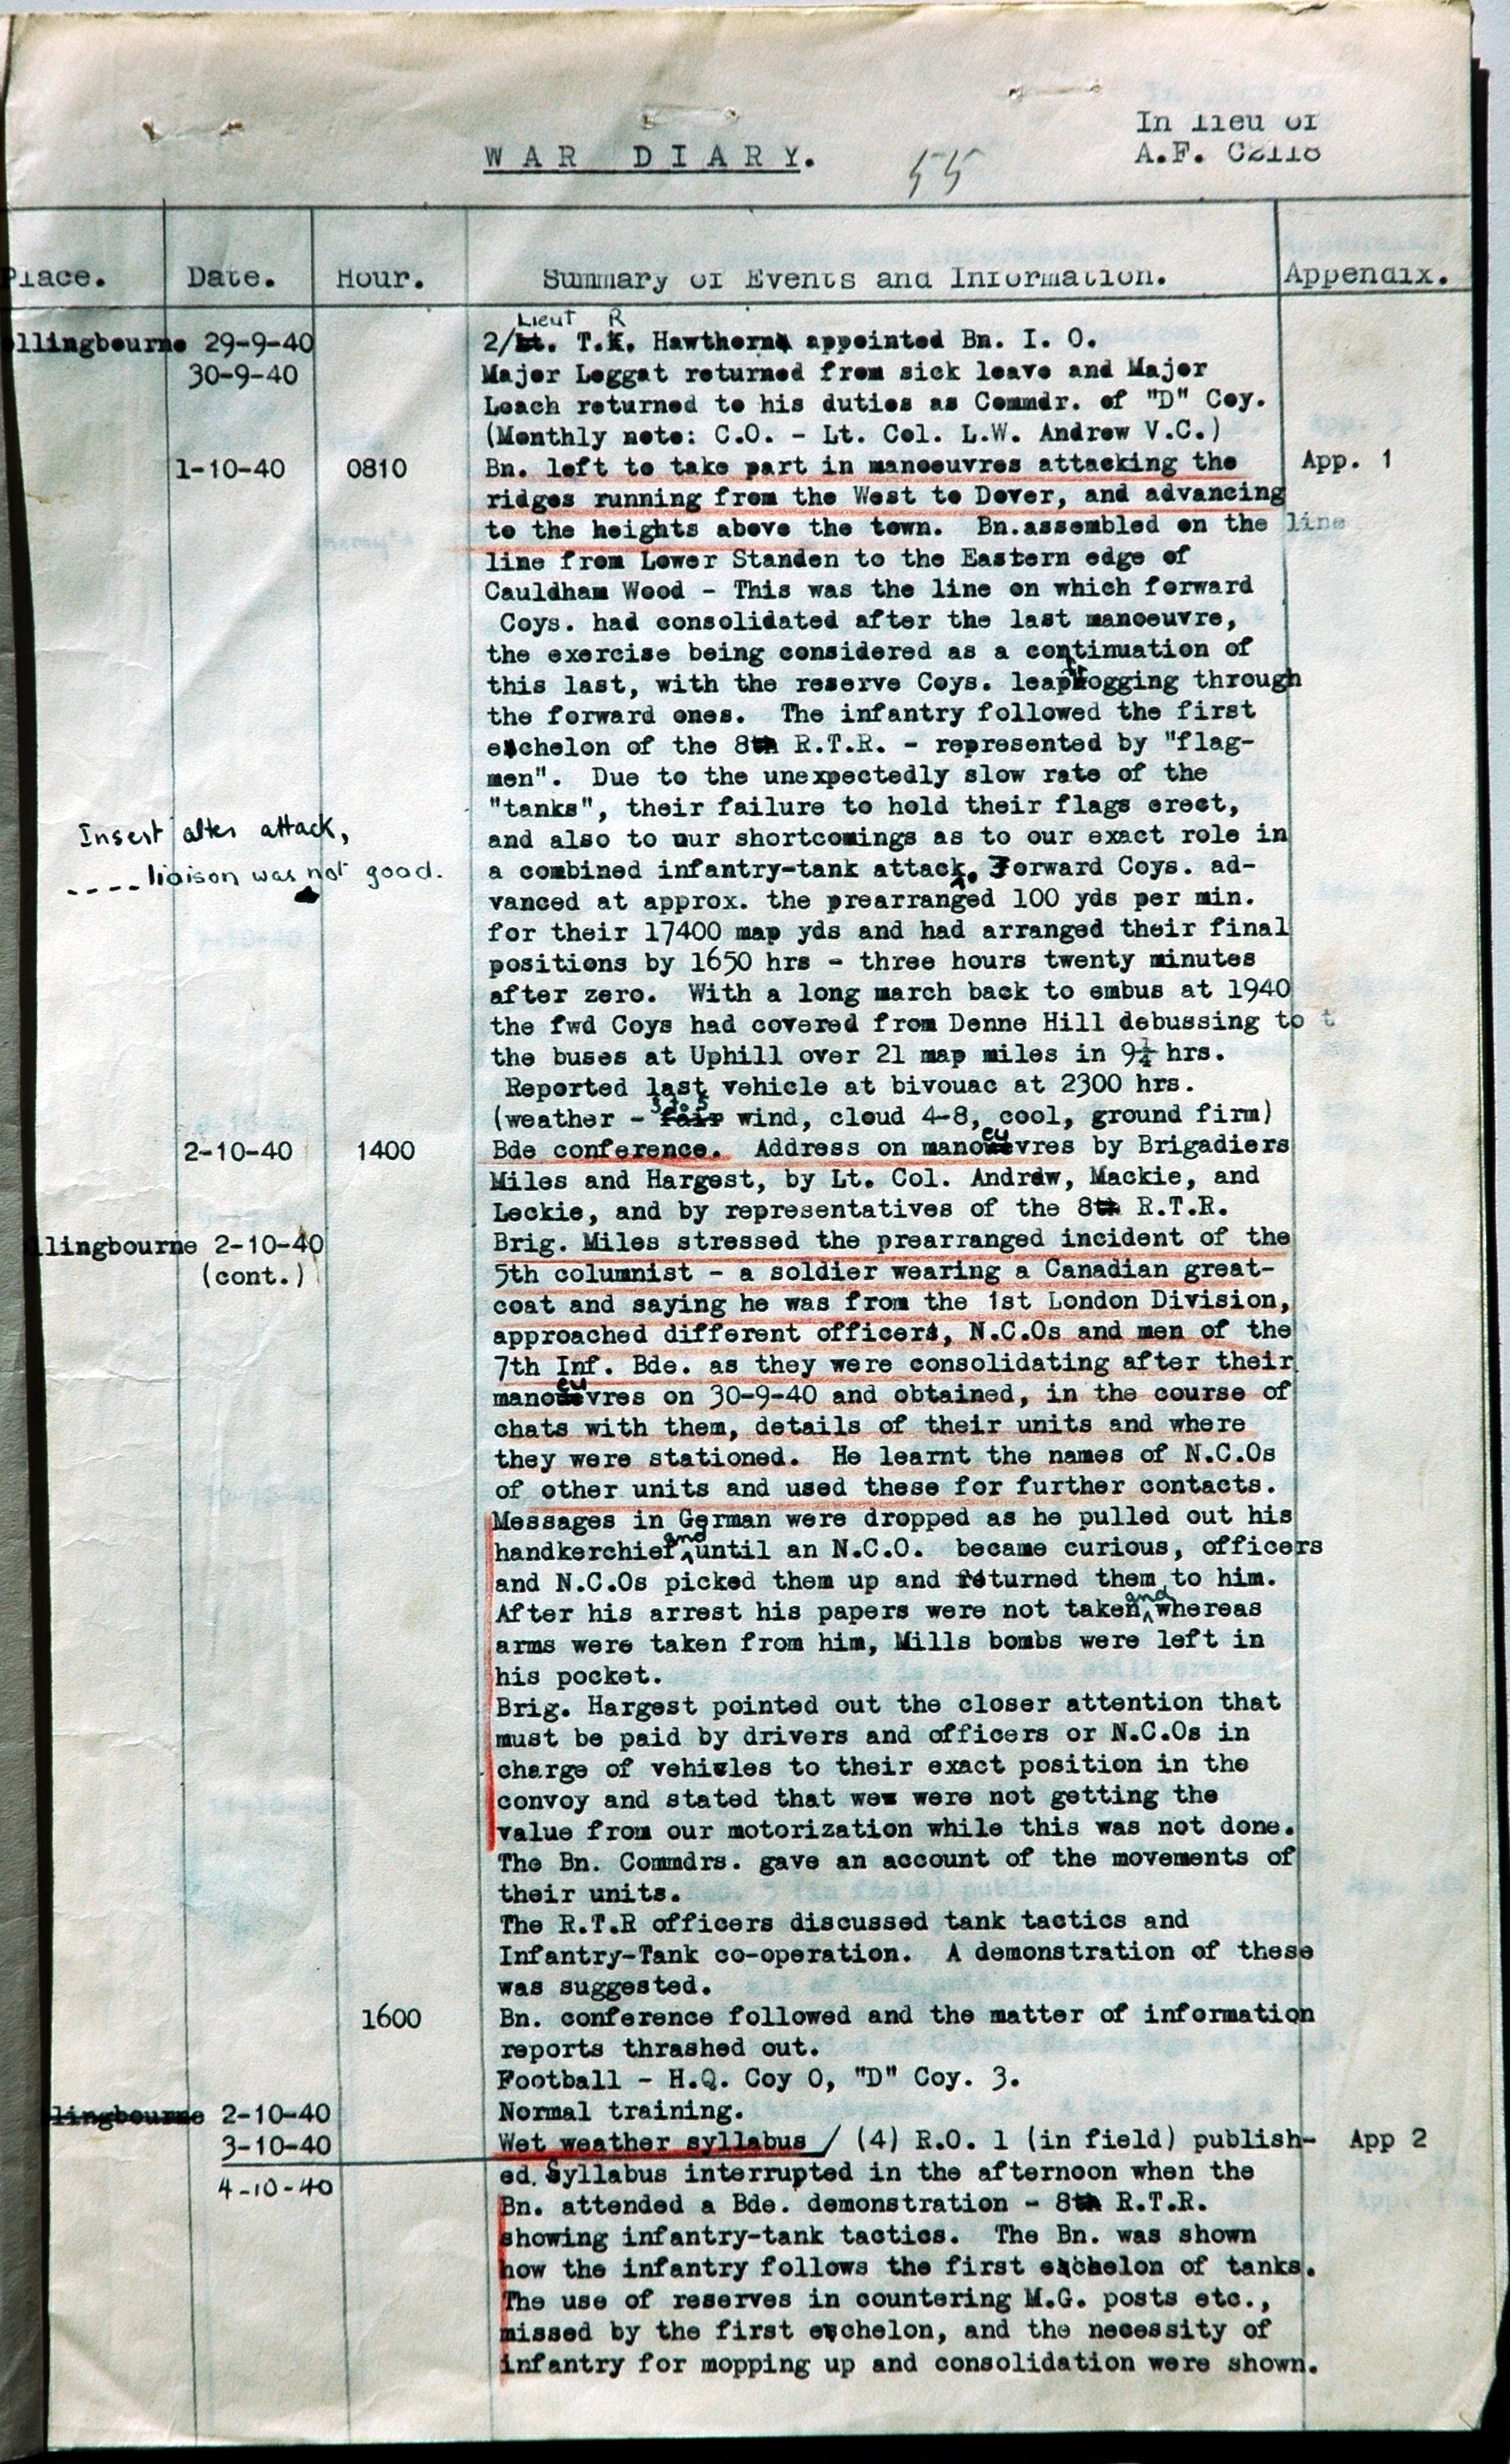 In lieu of
WAR DIARY. 55 A.F. C2118
Place. Date. Hour. Summary of Events and Information. Appendix.
Lieut R
llingbourne 29-9-40 2/Lt. T.K. Hawthorn appointed Bn. I. O.
30-9-40 Major Leggat returned from sick leave and Major
Leach returned to his duties as Commdr. of "D" Coy.
(Monthly note: C.O. - Lt. Col. L.W. Andrew V.C.)
1-10-40 0810 Bn. left to take part in manoeuvres attacking the App. 1
ridges running from the West to Dover, and advancing
to the heights above the town. Bn.assembled on the line
line from Lower Standen to the Eastern edge of
Cauldham Wood - This was the line on which forward
Coys. had consolidated after the last manoeuvre,
the exercise being considered as a continuation of
this last, with the reserve Coys. leapfrogging through
the forward ones. The infantry followed the first
echelon of the 8th R.T.R. - represented by "flag-
men". Due to the unexpectedly slow rate of the
"tanks", their failure to hold their flags erect,
Insert after attack, and also to our shortcomings as to our exact role in
---- liaison was not good. a combined infantry-tank attack. Forward Coys. ad-
vanced at approx. the prearranged 100 yds per min.
for their 17400 map yds and had arranged their final
positions by 1650 hrs - three hours twenty minutes
after zero. With a long march back to embus at 1940
the fwd Coys had covered from Denne Hill debussing to t
the buses at Uphill over 21 map miles in 9¼ hrs.
Reported last vehicle at bivouac at 2300 hrs.
(weather - fair wind, cloud 4-8, cool, ground firm)
2-10-40 1400 Bde conference. Address on manoeuvres by Brigadiers
Miles and Hargest, by Lt. Col. Andrew, Mackie, and
Leckie, and by representatives of the 8th R.T.R.
llingbourne 2-10-40 Brig. Miles stressed the prearranged incident of the
(cont.) 5th columnist - a soldier wearing a Canadian great-
coat and saying he was from the 1st London Division,
approached different officers, N.C.Os and men of the
7th Inf. Bde. as they were consolidating after their
manoeuvres on 30-9-40 and obtained, in the course of
chats with them, details of their units and where
they were stationed. He learnt the names of N.C.Os
of other units and used these for further contacts.
Messages in German were dropped as he pulled out his
handkerchief and until an N.C.O. became curious, officers
and N.C.Os picked them up and returned them to him.
After his arrest his papers were not taken and whereas
arms were taken from him, Mills bombs were left in
his pocket.
Brig. Hargest pointed out the closer attention that
must be paid by drivers and officers or N.C.Os in
charge of vehicles to their exact position in the
convoy and stated that we were not getting the
value from our motorization while this was not done.
The Bn. Commdrs. gave an account of the movements of
their units.
The R.T.R officers discussed tank tactics and
Infantry-Tank co-operation. A demonstration of these
was suggested.
1600 Bn. conference followed and the matter of information
reports thrashed out.
Football - H.Q. Coy 0, "D" Coy. 3.
lingbourne 2-10-40 Normal training.
3-10-40 Wet weather syllabus / (4) R.O. 1 (in field) publish- App 2
4-10-40 ed. Syllabus interrupted in the afternoon when the
Bn. attended a Bde. demonstration - 8th R.T.R.
showing infantry-tank tactics. The Bn. was shown
how the infantry follows the first echelon of tanks.
The use of reserves in countering M.G. posts etc.,
missed by the first echelon, and the necessity of
infantry for mopping up and consolidation were shown.